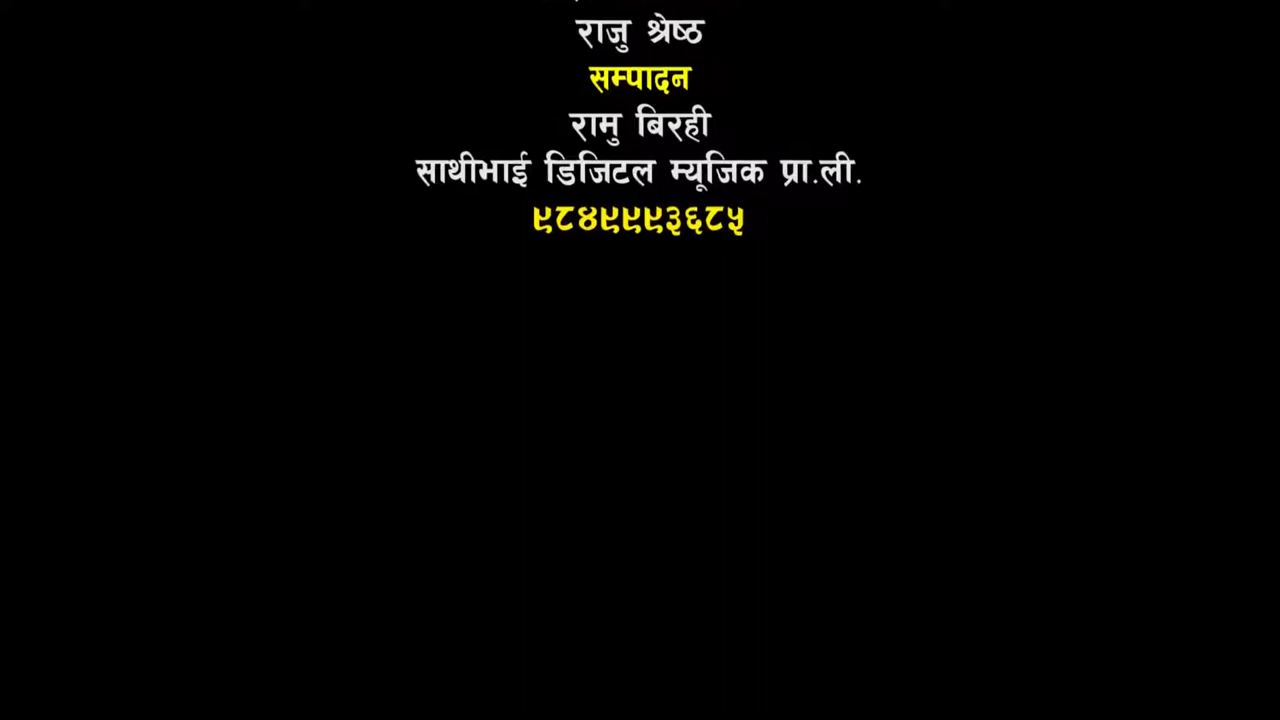 राजु श्रेष्ठ
सम्पादन
रामु बिरही
साथीभाई डिजिटल म्यूजिक प्रा.ली.
९८४९९९३६८५